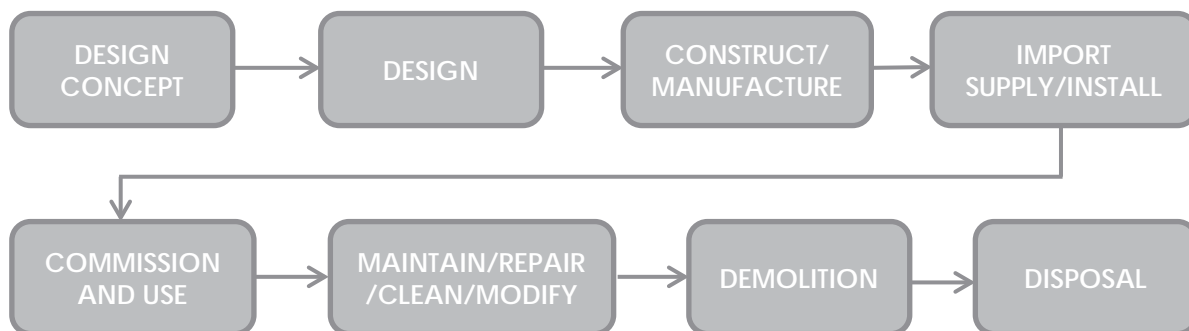 DESIGN
CONCEPT
DESIGN
CONSTRUCT/
MANUFACTURE
IMPORT
SUPPLY/INSTALL
COMMISSION
AND USE
MAINTAIN/REPAIR
/CLEAN/MODIFY
DEMOLITION
DISPOSAL